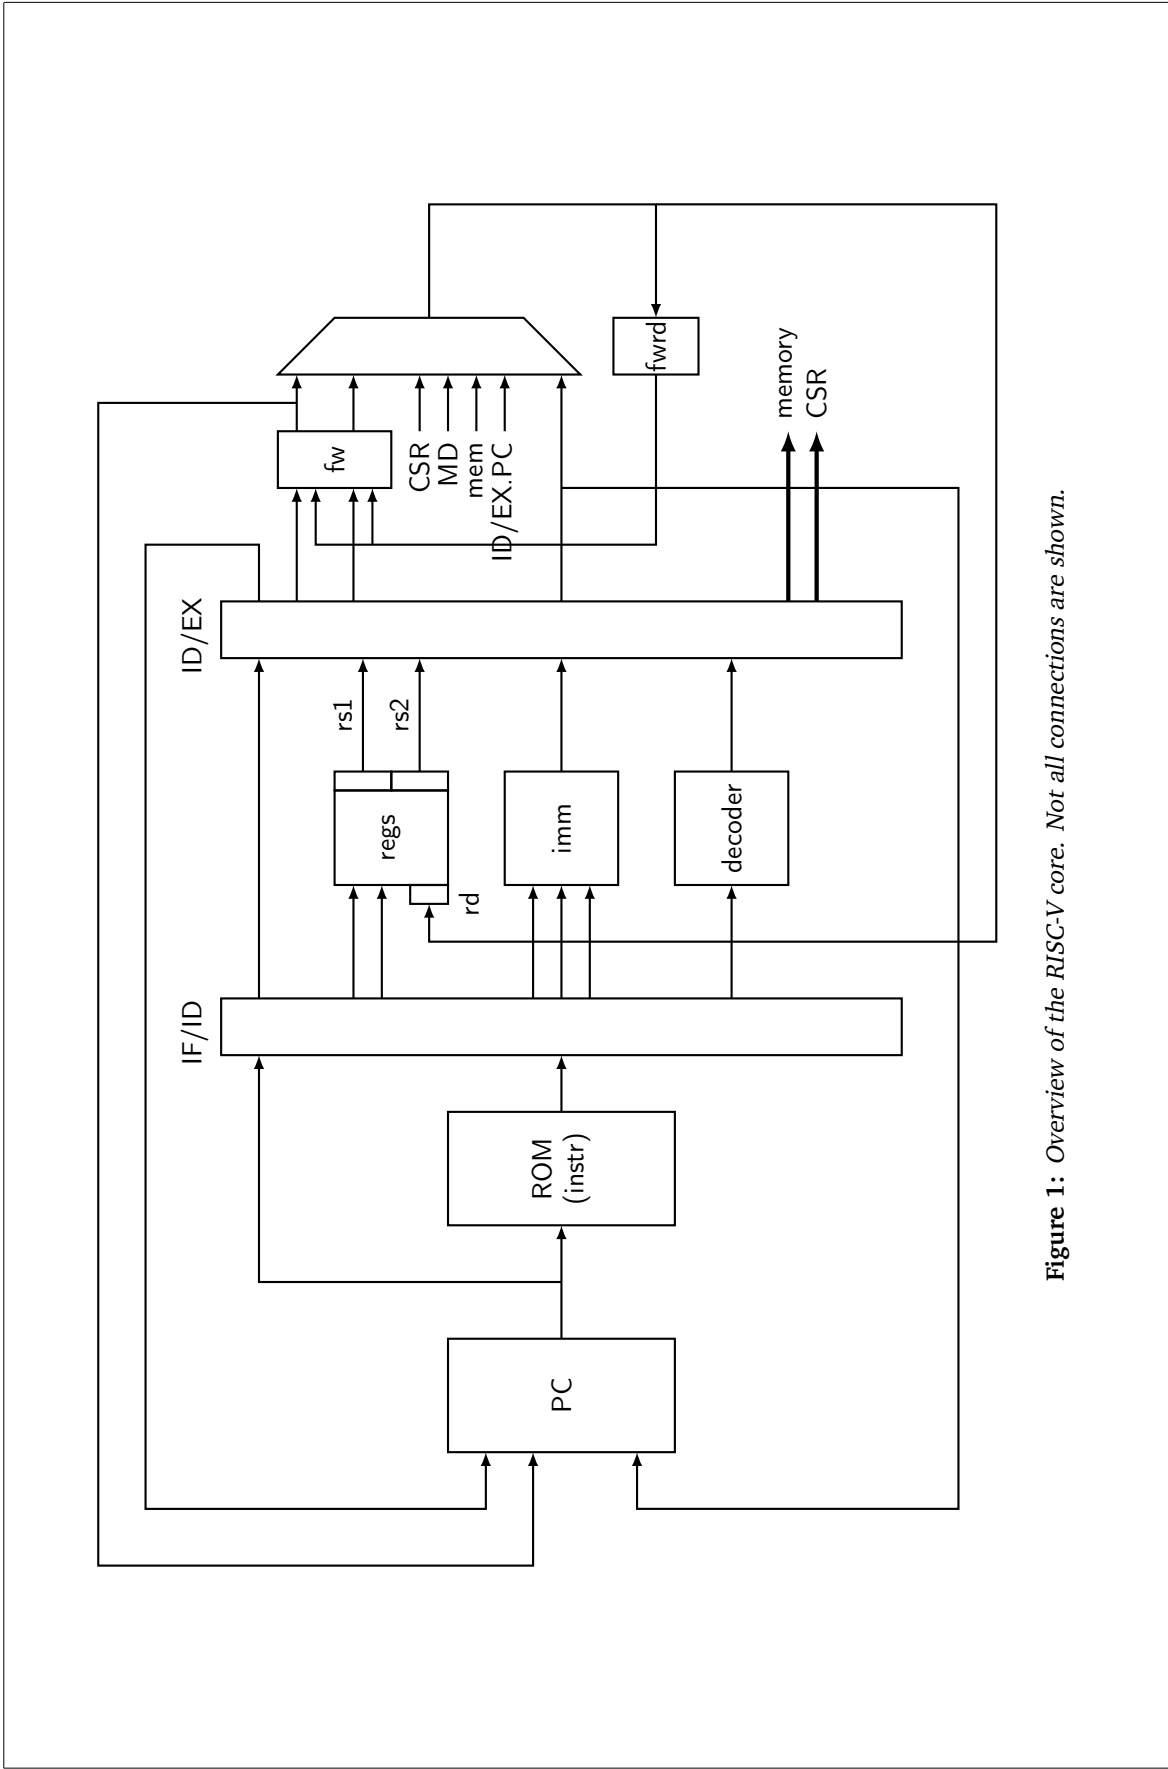 PC
ROM
(instr)
IF/ID
regs
rd
rs1
rs2
imm
decoder
ID/EX
fw
CSR
MD
mem
ID/EX.PC
fwrd
memory
CSR
Figure 1: Overview of the RISC-V core. Not all connections are shown.